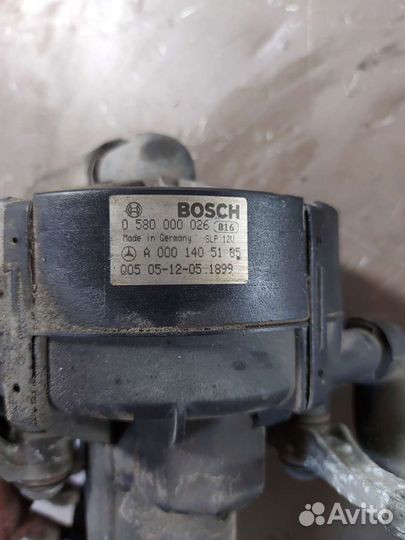 BOSCH
0 580 000 026 816
Made in Germany SLP 12V
A 000 140 51 85
Q05 05-12-05 1899
Avito